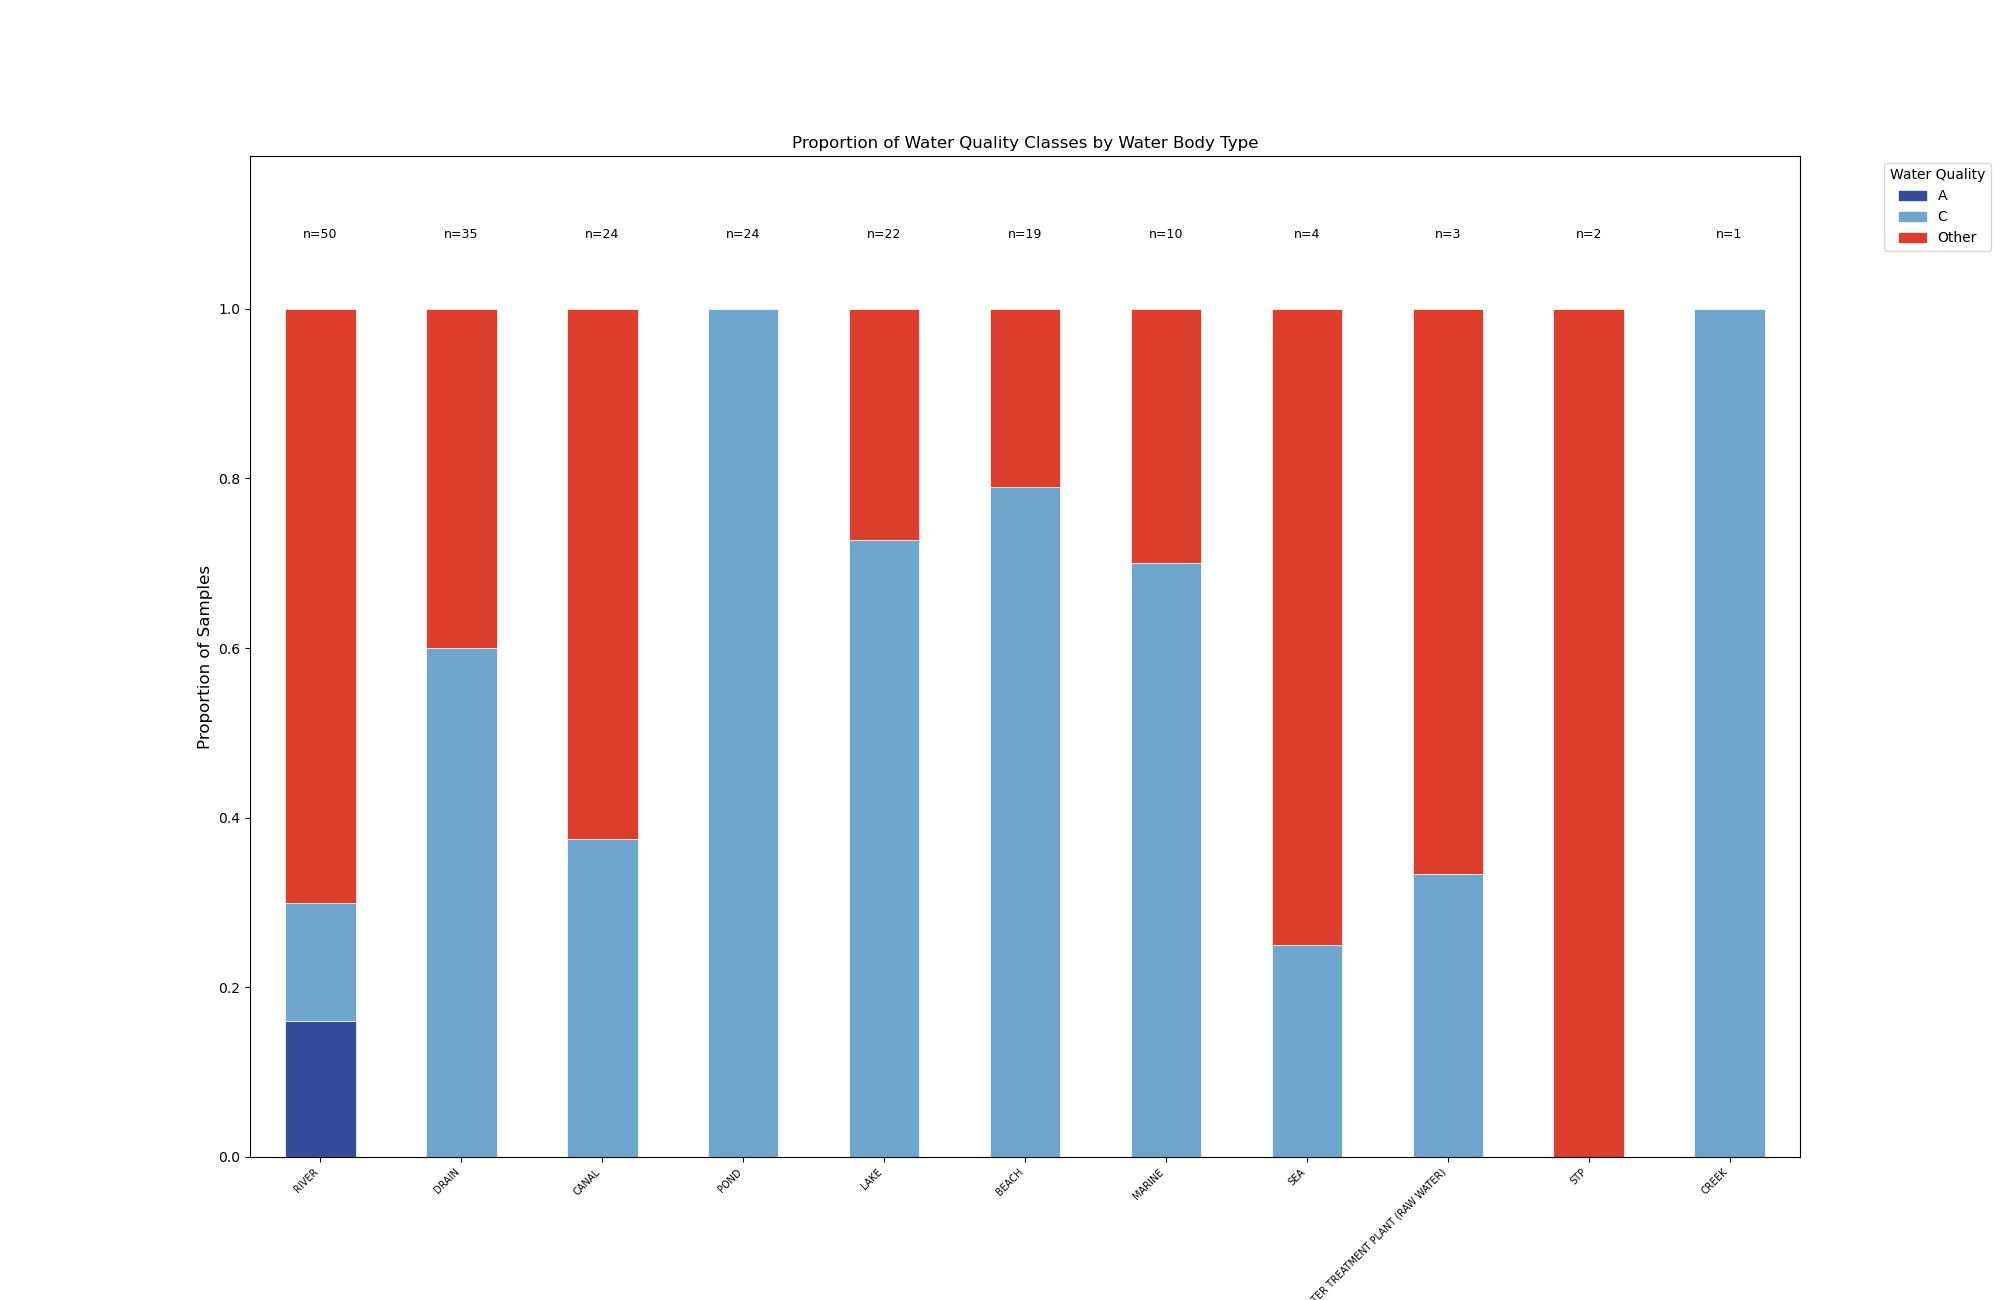 Proportion of Water Quality Classes by Water Body Type
Water Quality
A
C
Other
n=50
n=35
n=24
n=24
n=22
n=19
n=10
n=4
n=3
n=2
n=1
Proportion of Samples
1.0
0.8
0.6
0.4
0.2
0.0
RIVER
DRAIN
CANAL
POND
LAKE
BEACH
MARINE
SEA
TREATMENT PLANT (RAW WATER)
STP
CREEK